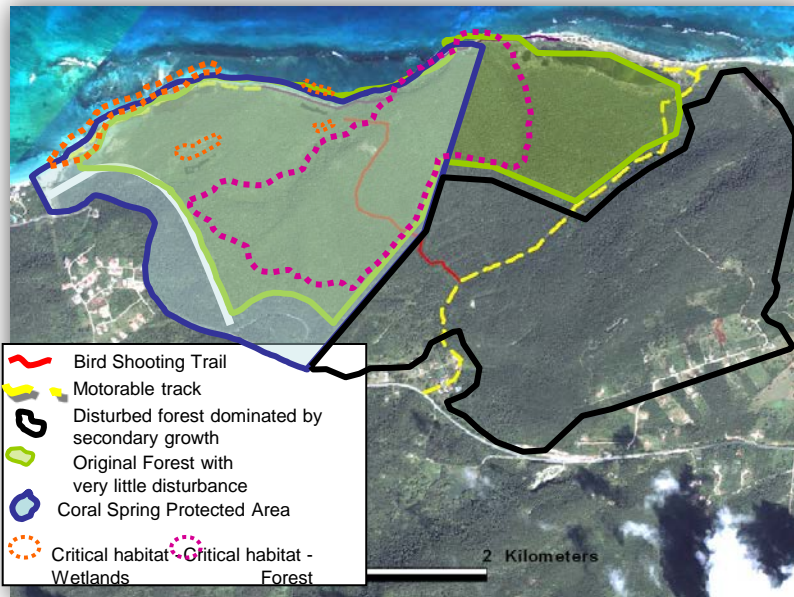 Bird Shooting Trail
Motorable track
Disturbed forest dominated by
secondary growth
Original Forest with
very little disturbance
Coral Spring Protected Area
Critical habitat - Critical habitat -
Wetlands Forest
2 Kilometers